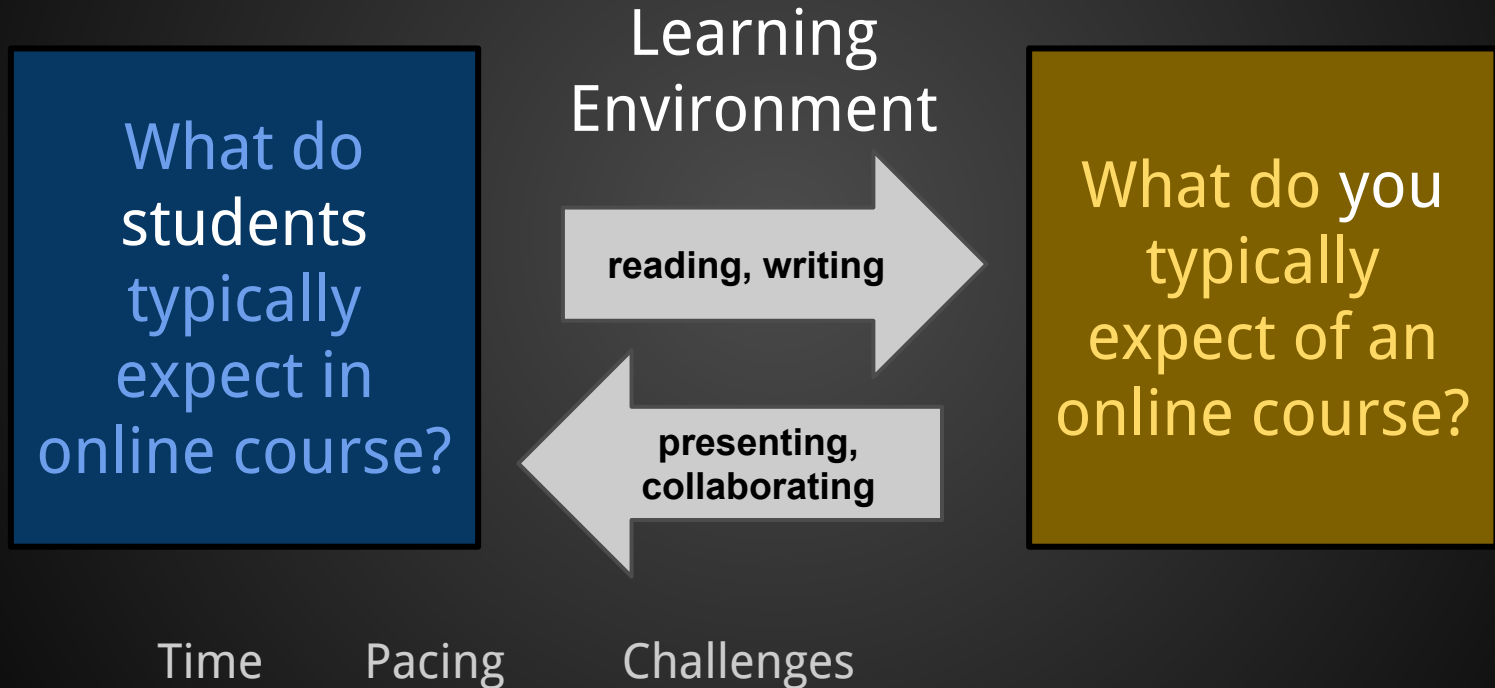 Learning
Environment
What do
students
typically
expect in
online course?
reading, writing
presenting,
collaborating
What do you
typically
expect of an
online course?
Time Pacing Challenges